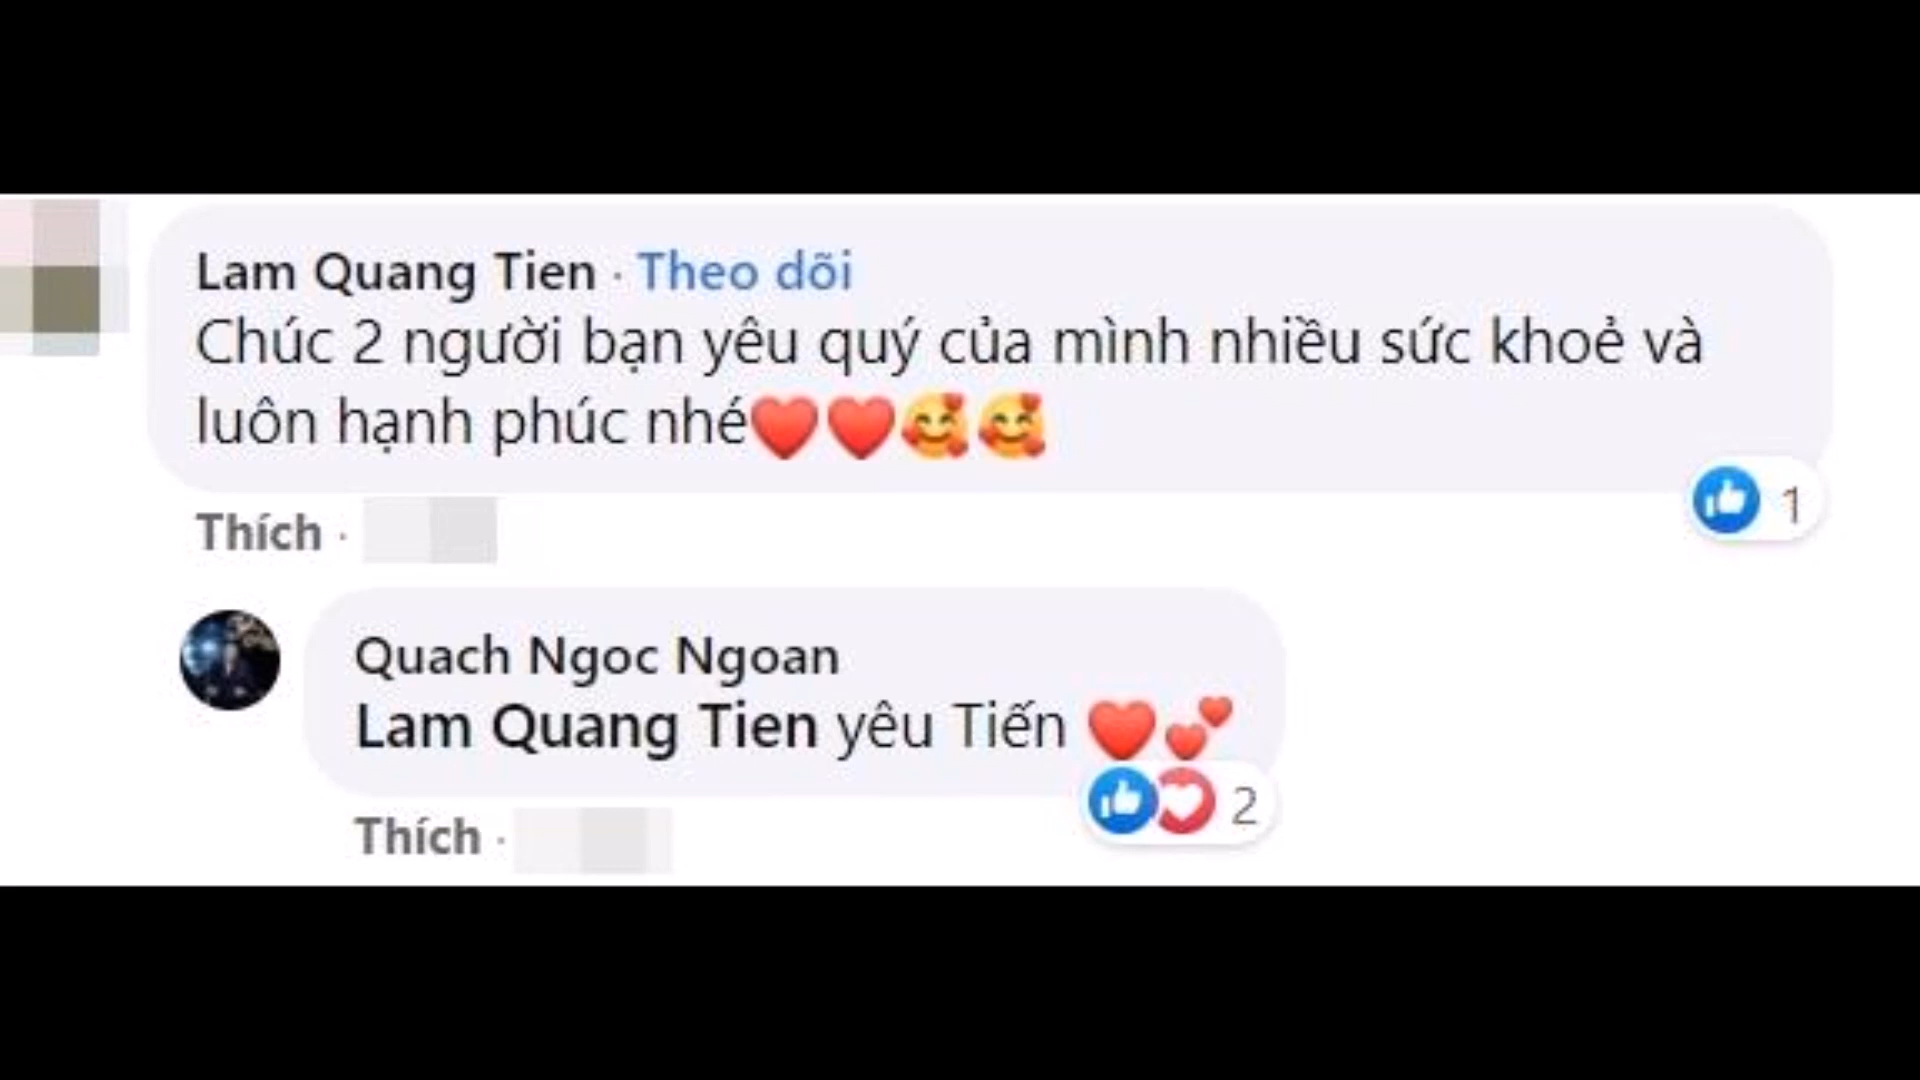 Lam Quang Tien · Theo dõi
Chúc 2 người bạn yêu quý của mình nhiều sức khoẻ và
luôn hạnh phúc nhé❤️❤️🥰🥰
Thích ·
1
Quach Ngoc Ngoan
Lam Quang Tien yêu Tiến ❤️💕
Thích ·
2